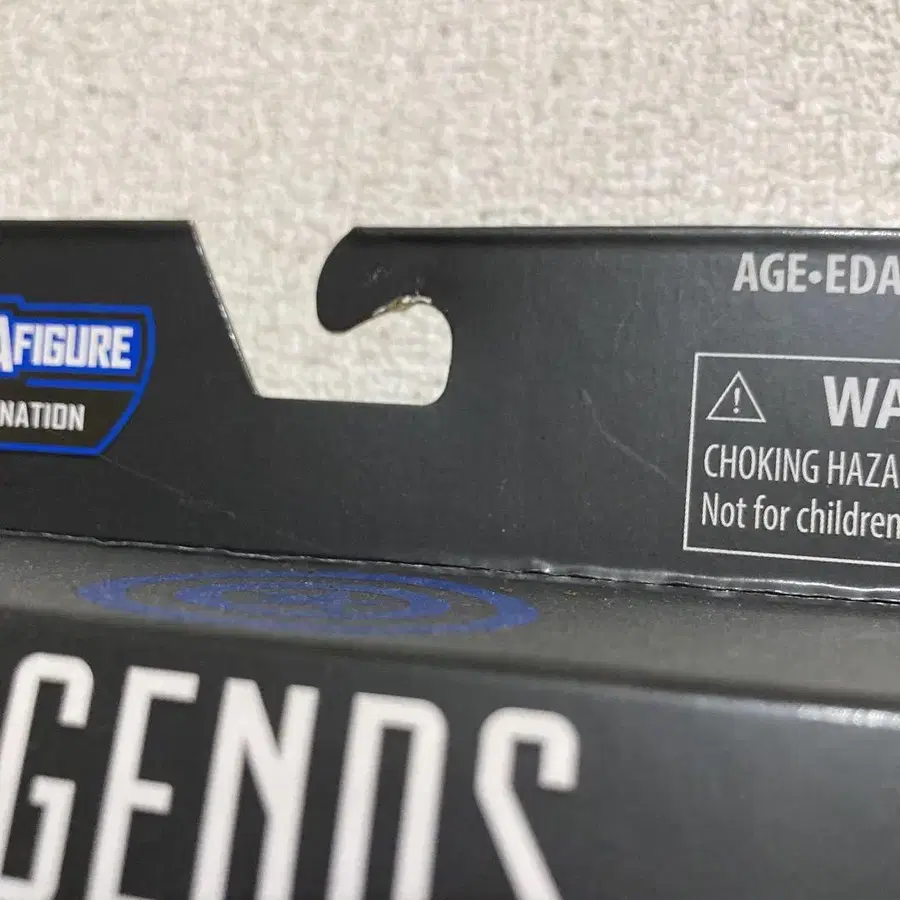 AFIGURE
NATION
AGE•EDA
WA
CHOKING HAZA
Not for children
GENDS